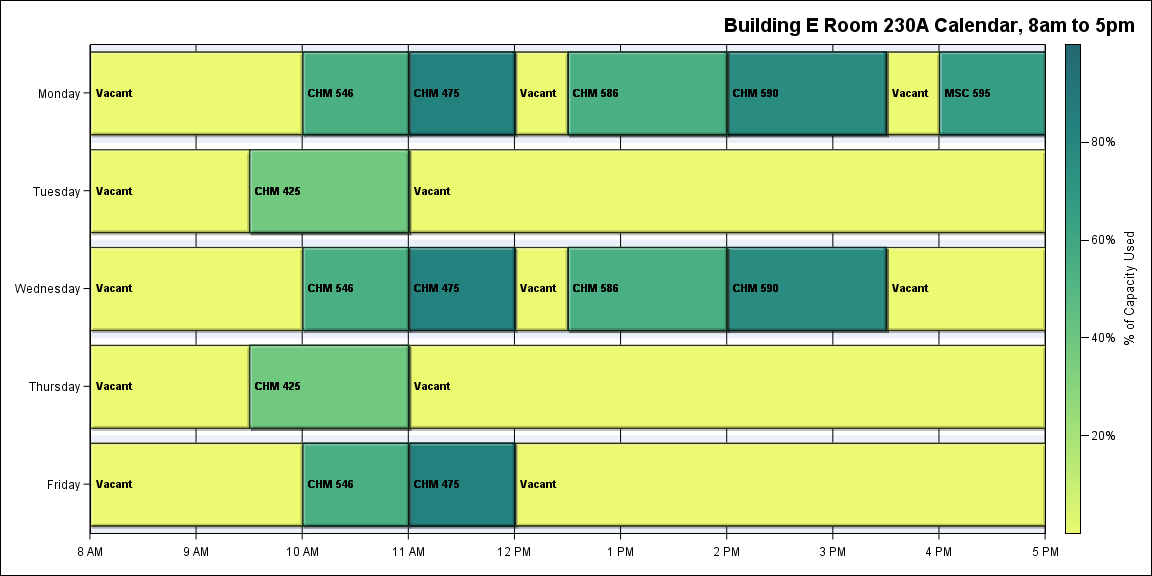 Building E Room 230A Calendar, 8am to 5pm
Monday
Vacant
CHM 546
CHM 475
Vacant
CHM 586
CHM 590
Vacant
MSC 595
Tuesday
Vacant
CHM 425
Vacant
Wednesday
Vacant
CHM 546
CHM 475
Vacant
CHM 586
CHM 590
Vacant
Thursday
Vacant
CHM 425
Vacant
Friday
Vacant
CHM 546
CHM 475
Vacant
8 AM
9 AM
10 AM
11 AM
12 PM
1 PM
2 PM
3 PM
4 PM
5 PM
80%
60%
40%
20%
% of Capacity Used